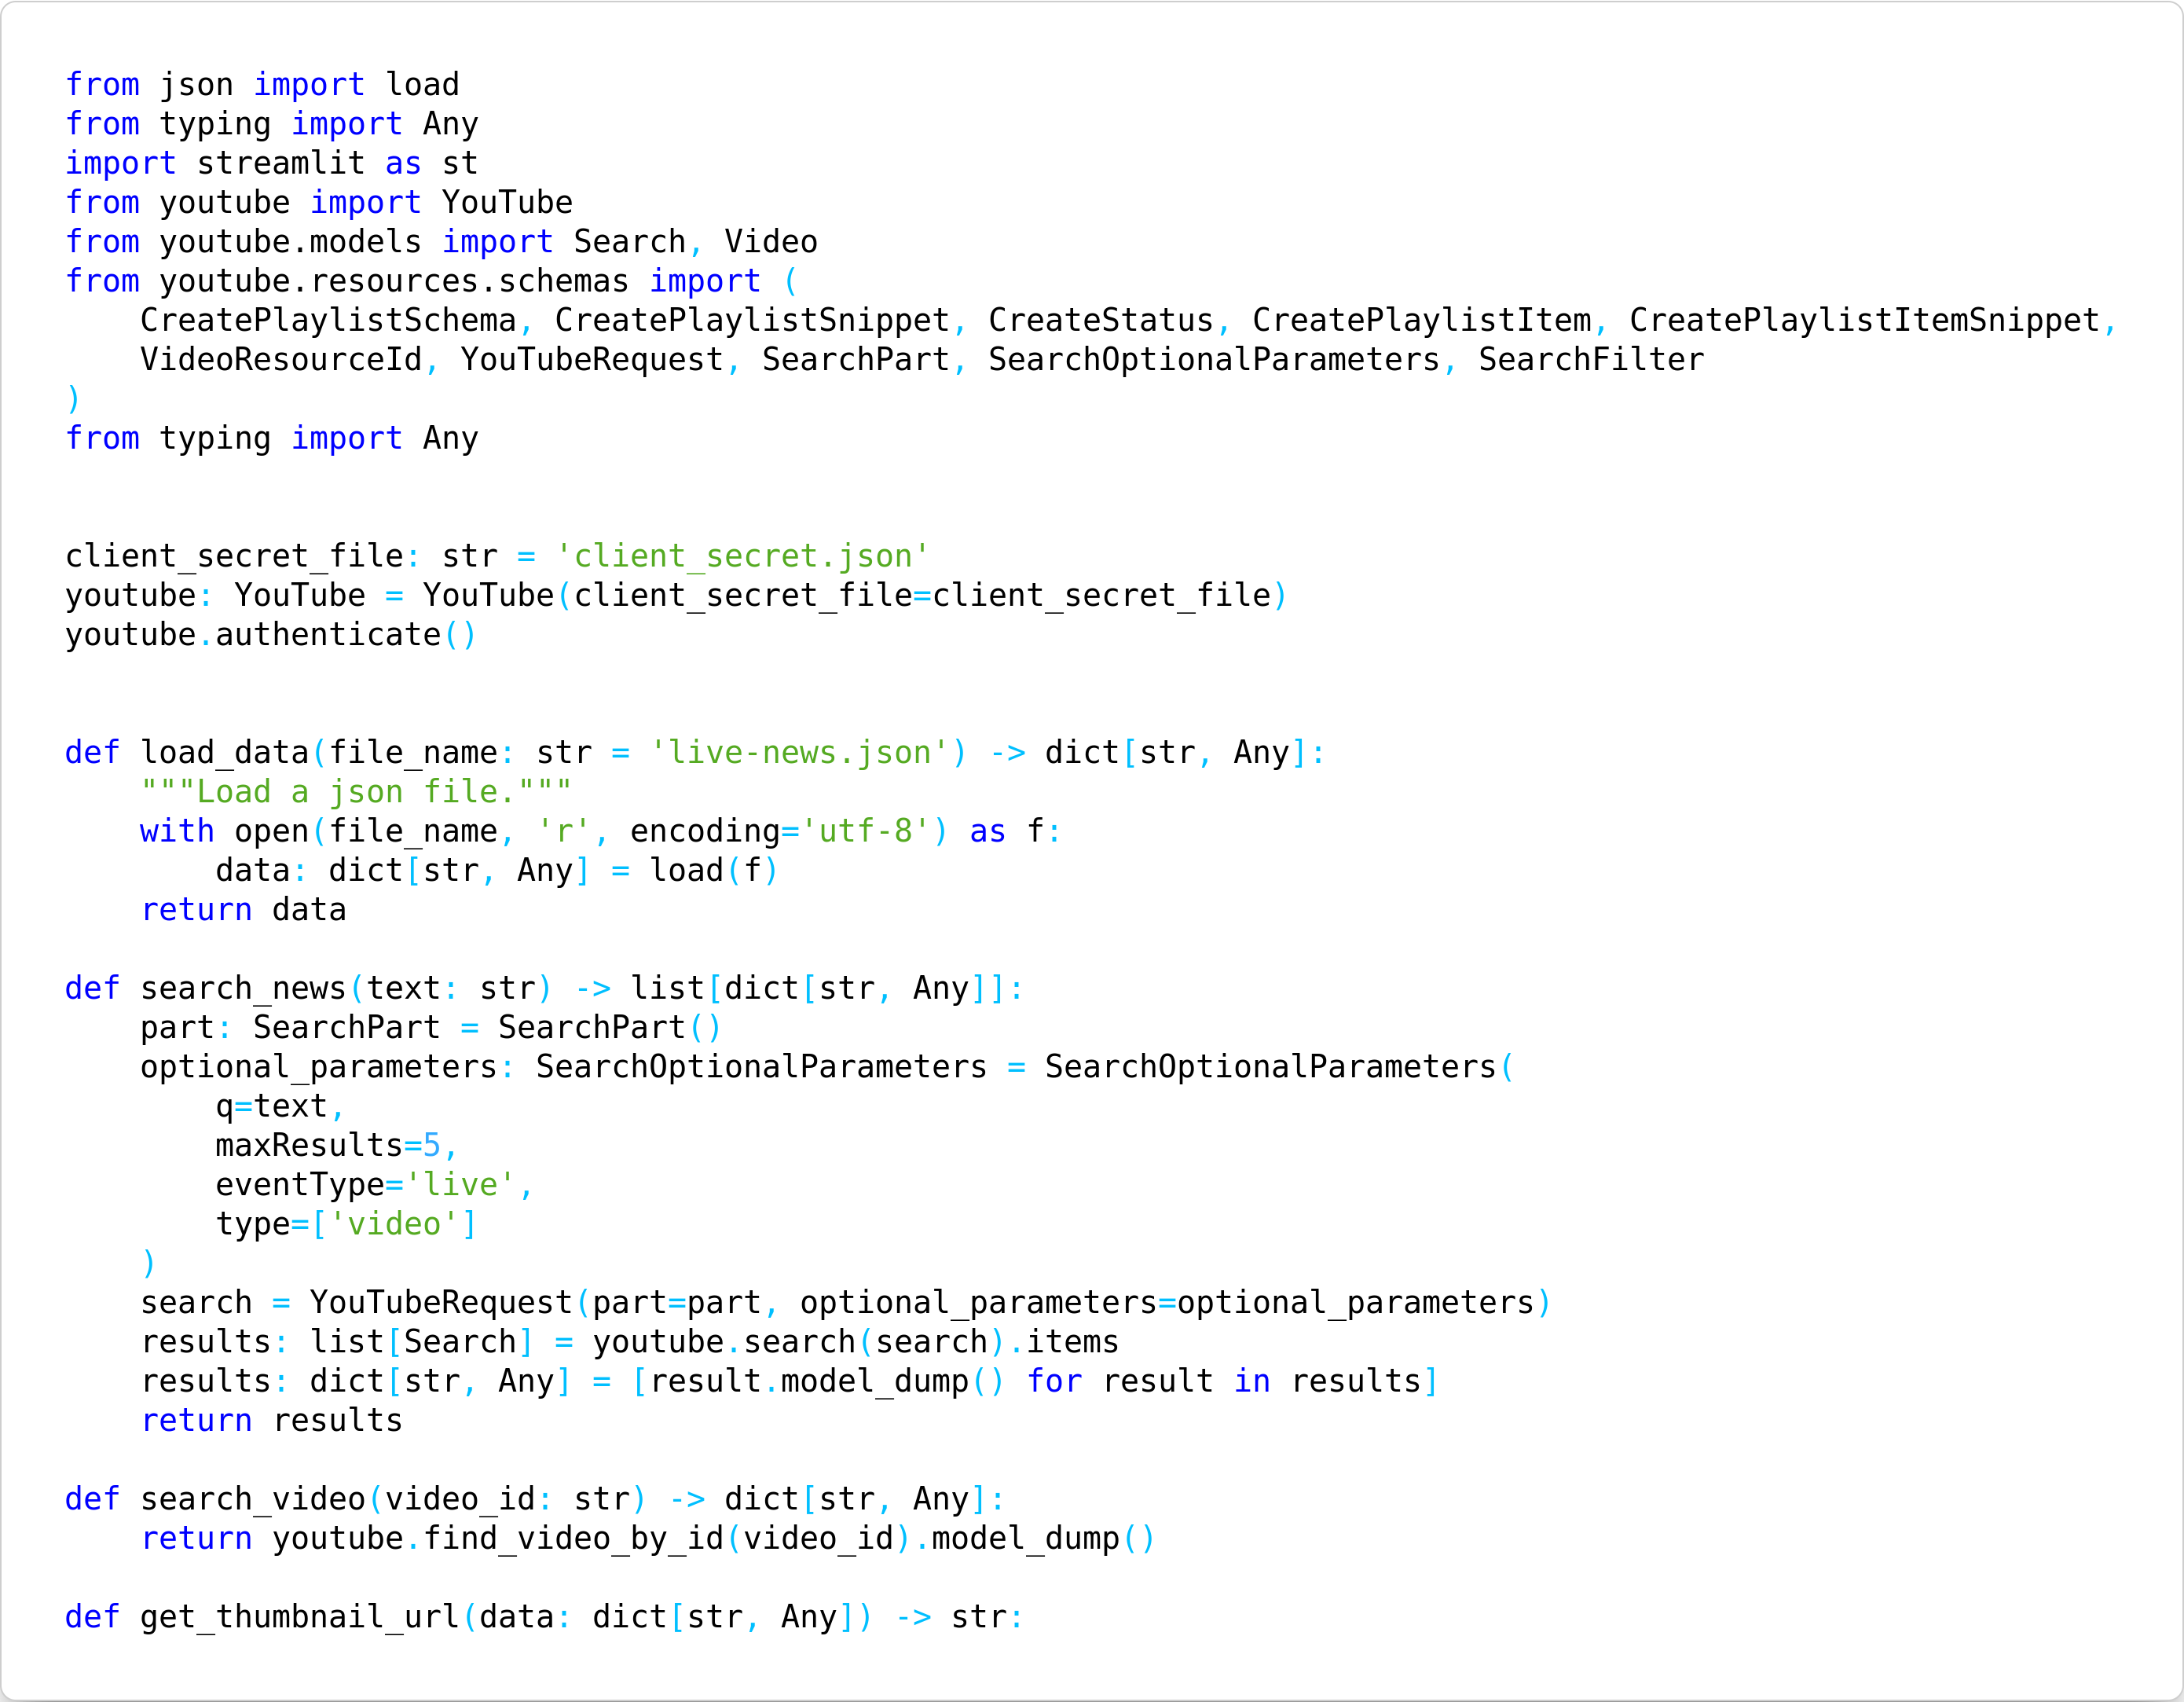 from json import load
from typing import Any
import streamlit as st
from youtube import YouTube
from youtube.models import Search, Video
from youtube.resources.schemas import (
    CreatePlaylistSchema, CreatePlaylistSnippet, CreateStatus, CreatePlaylistItem, CreatePlaylistItemSnippet,
    VideoResourceId, YouTubeRequest, SearchPart, SearchOptionalParameters, SearchFilter
)
from typing import Any

client_secret_file: str = 'client_secret.json'
youtube: YouTube = YouTube(client_secret_file=client_secret_file)
youtube.authenticate()

def load_data(file_name: str = 'live-news.json') -> dict[str, Any]:
    """Load a json file."""
    with open(file_name, 'r', encoding='utf-8') as f:
        data: dict[str, Any] = load(f)
    return data

def search_news(text: str) -> list[dict[str, Any]]:
    part: SearchPart = SearchPart()
    optional_parameters: SearchOptionalParameters = SearchOptionalParameters(
        q=text,
        maxResults=5,
        eventType='live',
        type=['video']
    )
    search = YouTubeRequest(part=part, optional_parameters=optional_parameters)
    results: list[Search] = youtube.search(search).items
    results: dict[str, Any] = [result.model_dump() for result in results]
    return results

def search_video(video_id: str) -> dict[str, Any]:
    return youtube.find_video_by_id(video_id).model_dump()

def get_thumbnail_url(data: dict[str, Any]) -> str: